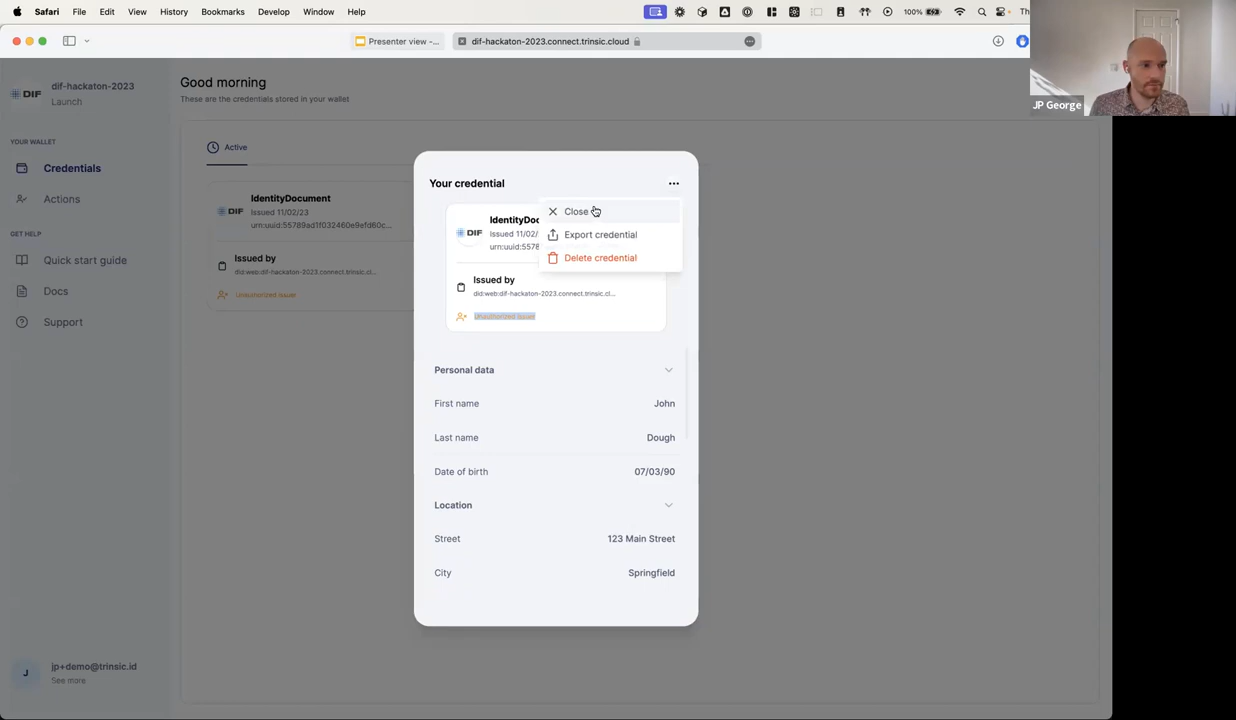 Safari File Edit View History Bookmarks Develop Window Help
100%
Th
Presenter view –...
dif-hackaton-2023.connect.trinsic.cloud
JP George
DIF
dif-hackaton-2023
Launch
YOUR WALLET
Credentials
Actions
GET HELP
Quick start guide
Docs
Support
J
jp+demo@trinsic.id
See more
Good morning
These are the credentials stored in your wallet
Active
DIF
IdentityDocument
Issued 11/02/23
urn:uuid:55789ad1f032460e9efd60c...
Issued by
did:web:dif-hackaton-2023.connect.trinsic.cl...
Unauthorized issuer
Your credential
Close
Export credential
Delete credential
DIF
IdentityDoc
Issued 11/02/
urn:uuid:5578
Issued by
did:web:dif-hackaton-2023.connect.trinsic.cl...
Unauthorized issuer
Personal data
First name John
Last name Dough
Date of birth 07/03/90
Location
Street 123 Main Street
City Springfield